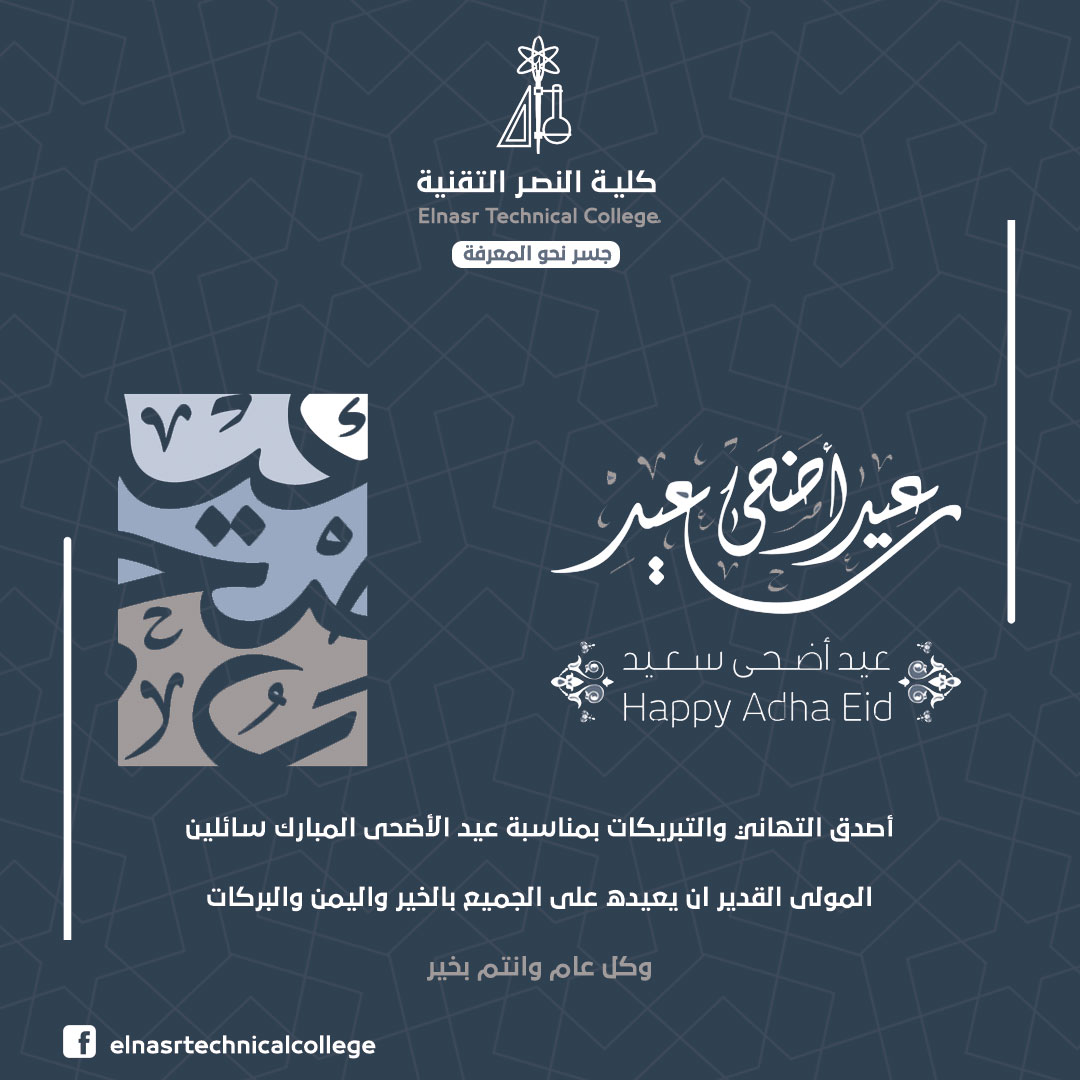 كلية النصر التقنية
Elnasr Technical College
جسر نحو المعرفة
عيد أضحى سعيد
عيد أضحى سعيد
Happy Adha Eid
أصدق التهاني والتبريكات بمناسبة عيد الأضحى المبارك سائلين
المولى القدير ان يعيده على الجميع بالخير واليمن والبركات
وكل عام وانتم بخير
elnasrtechnicalcollege